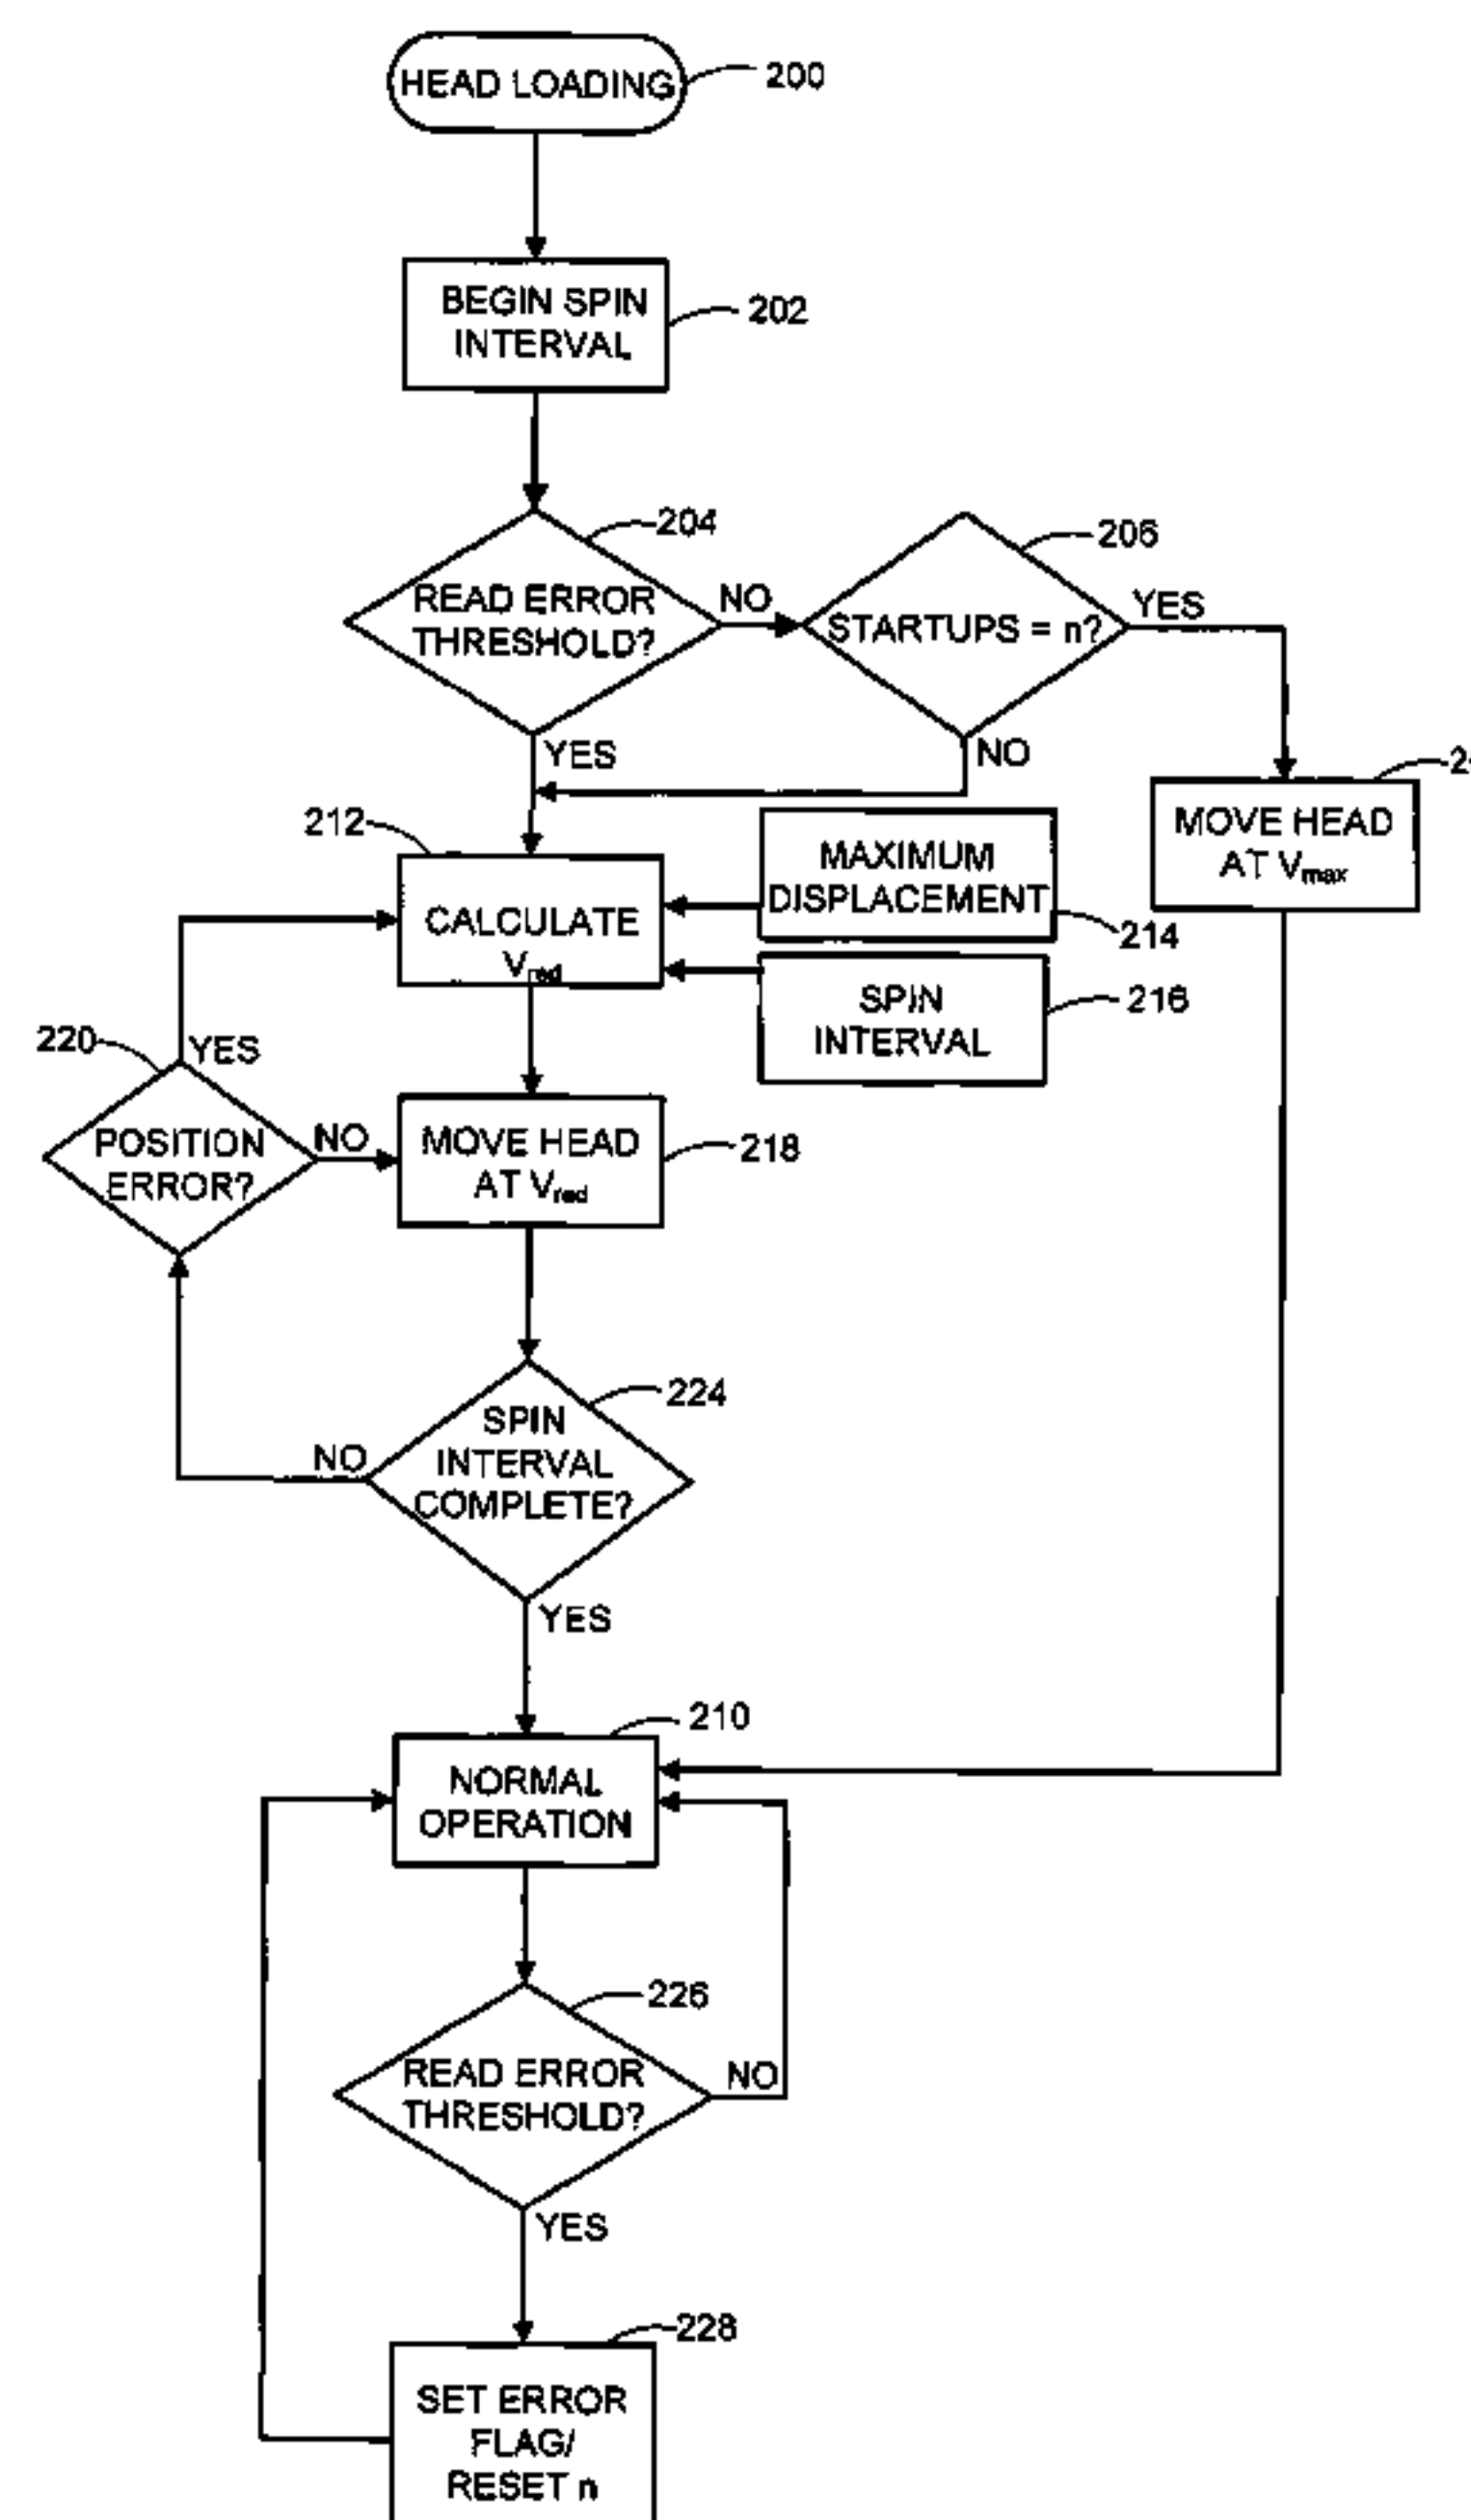 HEAD LOADING
200
BEGIN SPIN
INTERVAL
202
204
READ ERROR
THRESHOLD?
NO
YES
206
STARTUPS = n?
YES
NO
MOVE HEAD
AT Vmax
212
CALCULATE
Vred
MAXIMUM
DISPLACEMENT
214
SPIN
INTERVAL
216
220
YES
POSITION
ERROR?
NO
MOVE HEAD
AT Vred
218
224
SPIN
INTERVAL
COMPLETE?
NO
YES
210
NORMAL
OPERATION
226
READ ERROR
THRESHOLD?
NO
YES
228
SET ERROR
FLAG/
RESET n